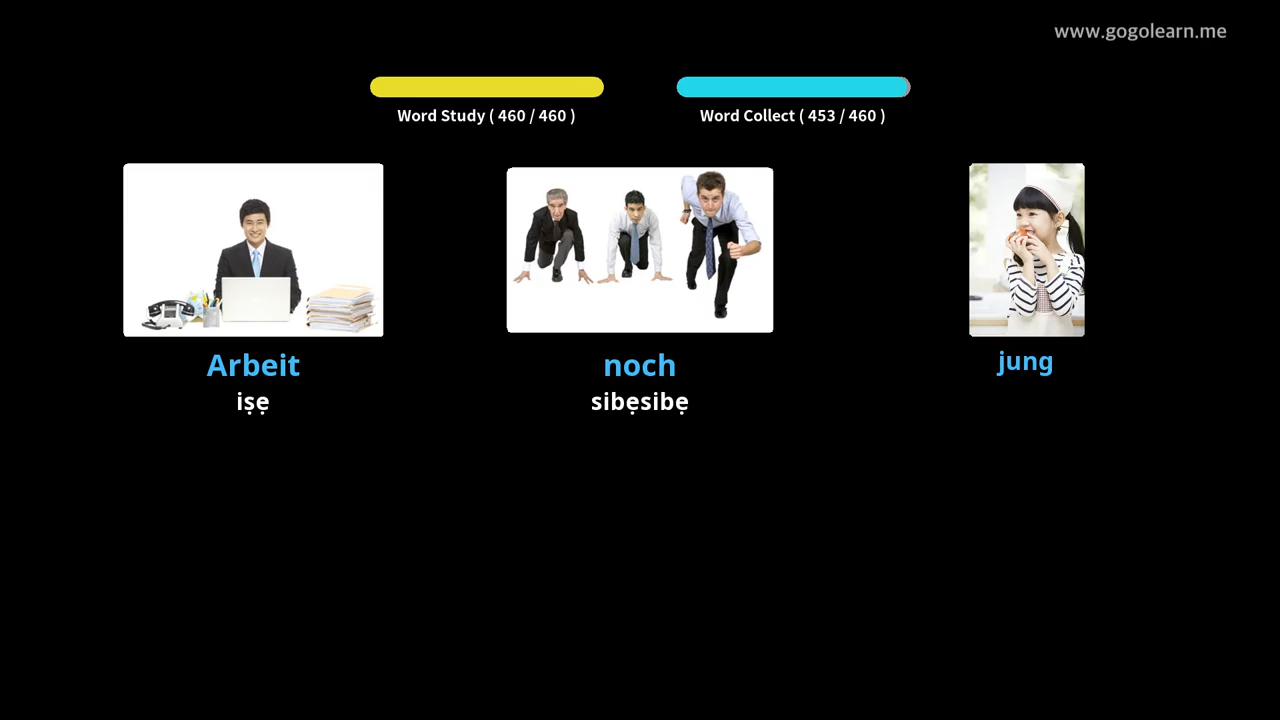 www.gogolearn.me
Word Study ( 460 / 460 )
Word Collect ( 453 / 460 )
Arbeit
iṣẹ
noch
sibẹsibẹ
jung